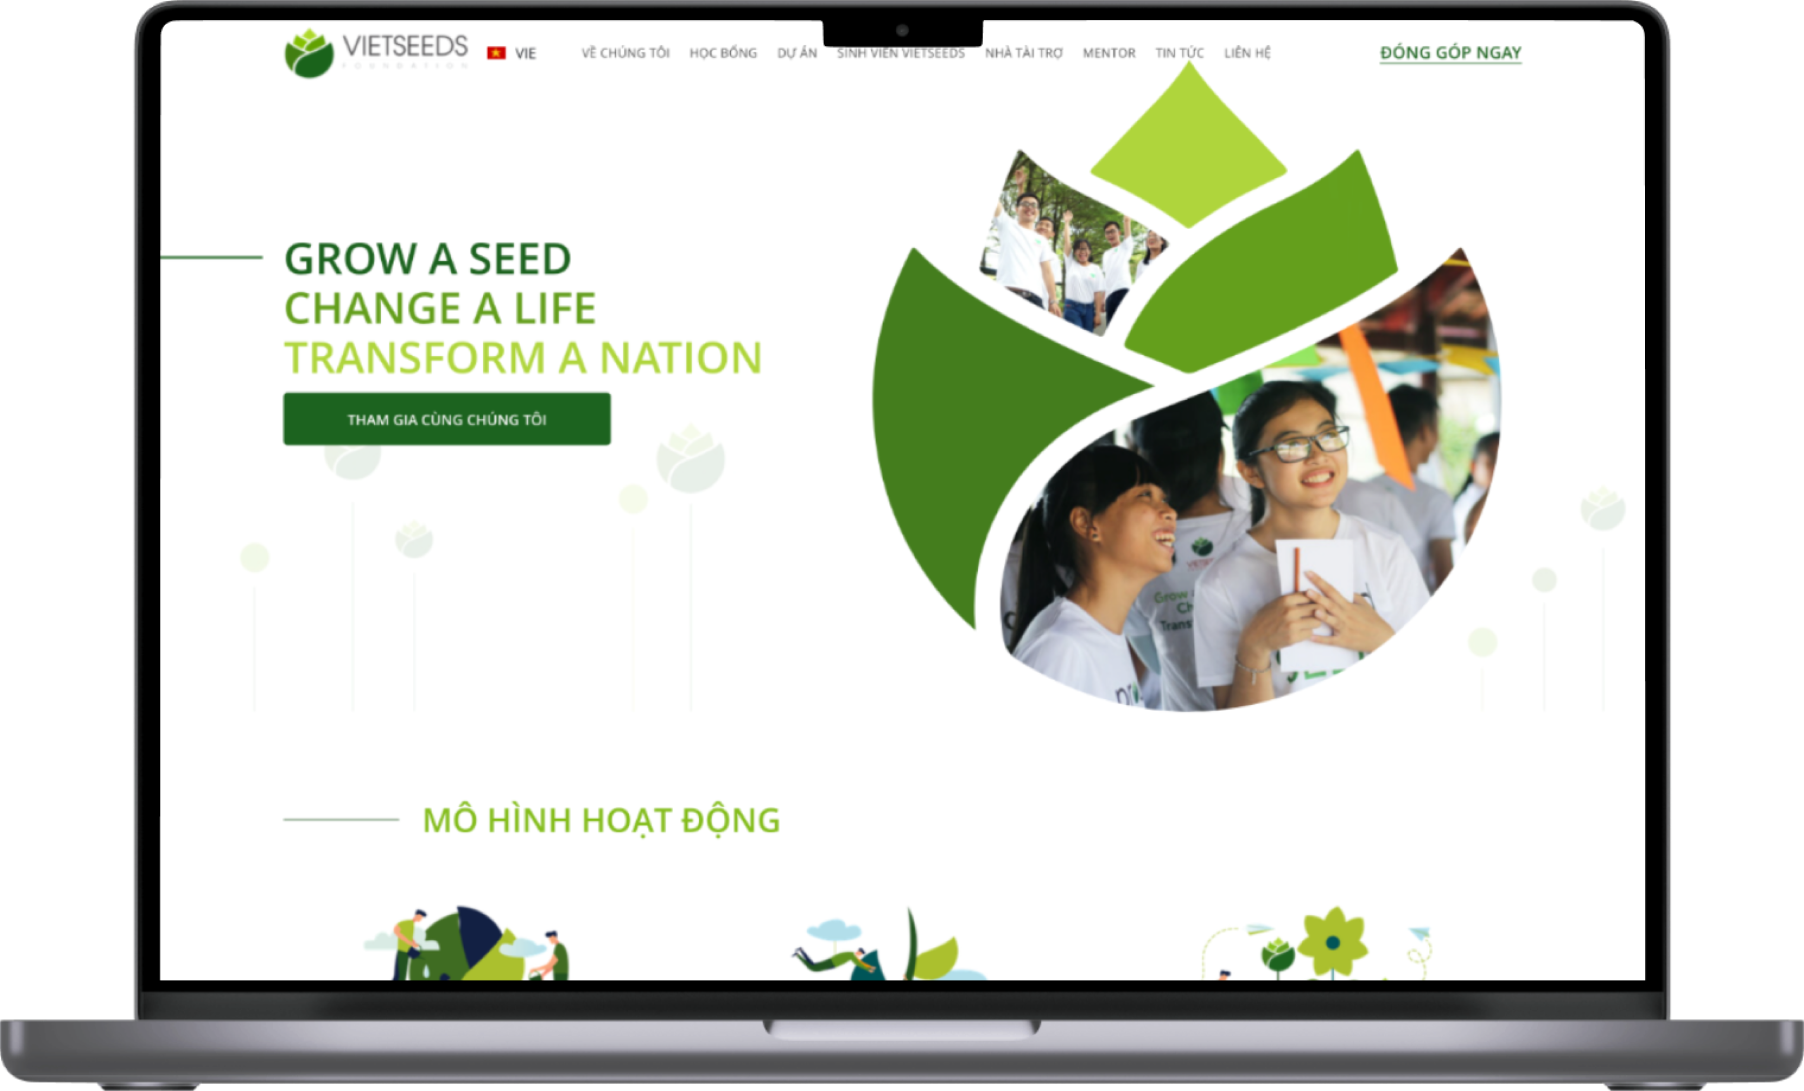 VIETSEEDS
FOUNDATION
VIE
VỀ CHÚNG TÔI
HỌC BỔNG
DỰ ÁN
SINH VIÊN VIETSEEDS
NHÀ TÀI TRỢ
MENTOR
TIN TỨC
LIÊN HỆ
ĐÓNG GÓP NGAY
GROW A SEED
CHANGE A LIFE
TRANSFORM A NATION
THAM GIA CÙNG CHÚNG TÔI
Grow
MÔ HÌNH HOẠT ĐỘNG